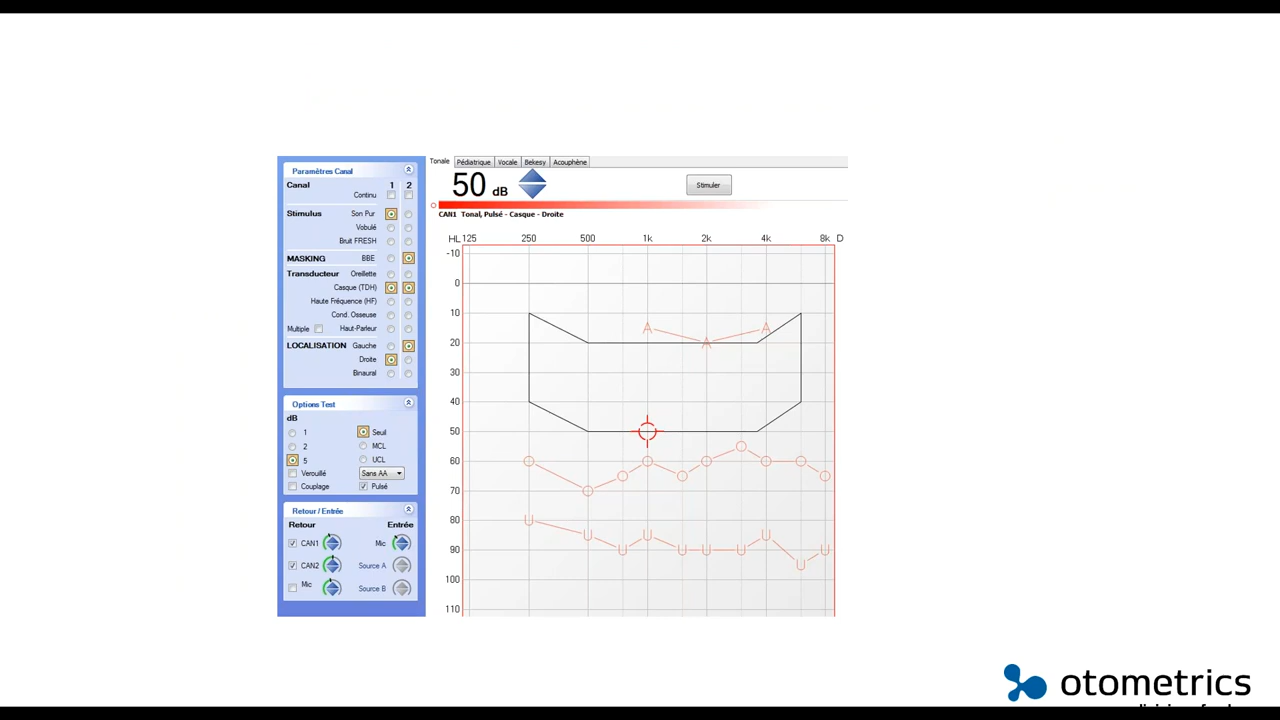 Paramètres Canal
Canal 1 2
Continu
Stimulus Son Pur
Vobulé
Bruit FRESH
MASKING BBE
Transducteur Oreillette
Casque (TDH)
Haute Fréquence (HF)
Cond. Osseuse
Multiple Haut-Parleur
LOCALISATION Gauche
Droite
Binaural
Options Test
dB
1 Seuil
2 MCL
5 UCL
Verouillé Sans AA
Couplage Pulsé
Retour / Entrée
Retour Entrée
CAN1 Mic
CAN2 Source A
Mic Source B
Tonale Pédiatrique Vocale Bekesy Acouphène
50 dB Stimuler
CAN1 Tonal, Pulsé - Casque - Droite
HL 125 250 500 1k 2k 4k 8k D
-10
0
10
A A
20 A
30
40
50
60
70
80 U
U U U
90 U U U U U
U
100
110
otometrics